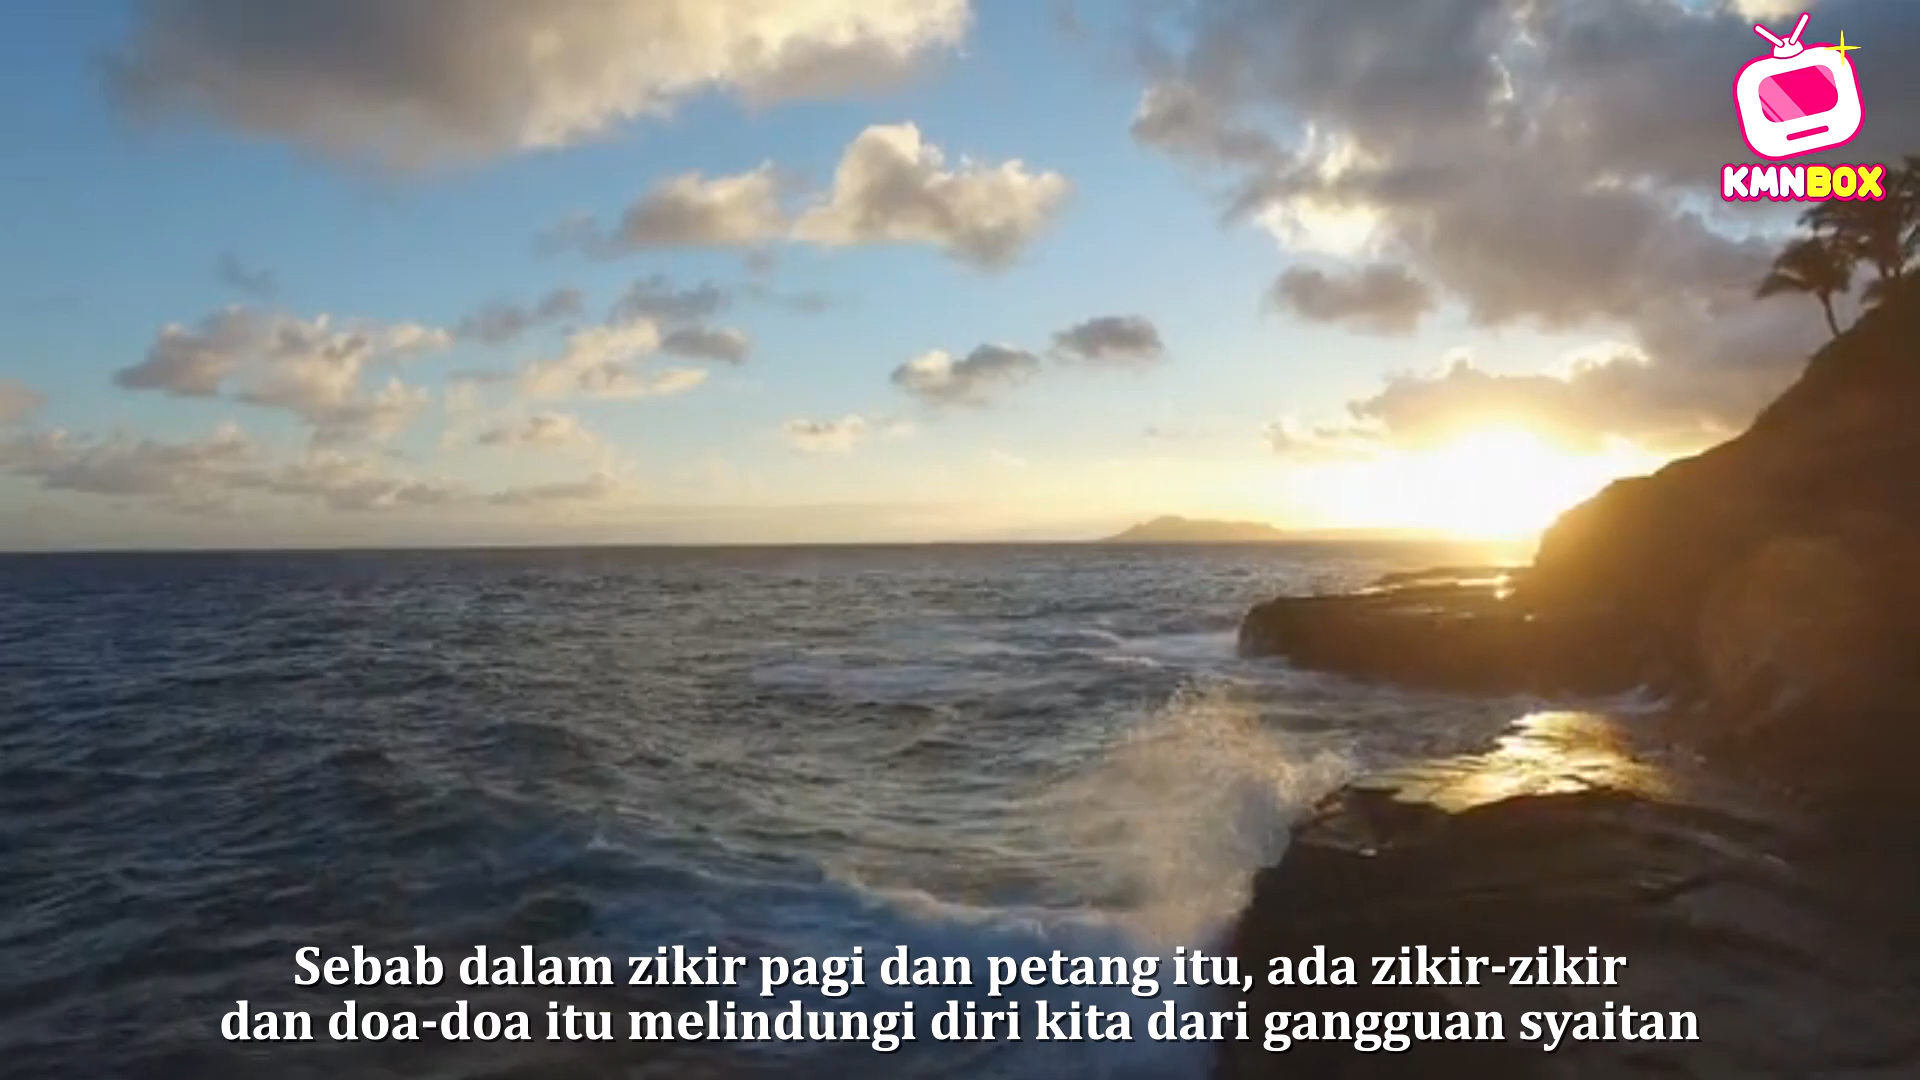 KMNBOX
Sebab dalam zikir pagi dan petang itu, ada zikir-zikir
dan doa-doa itu melindungi diri kita dari gangguan syaitan